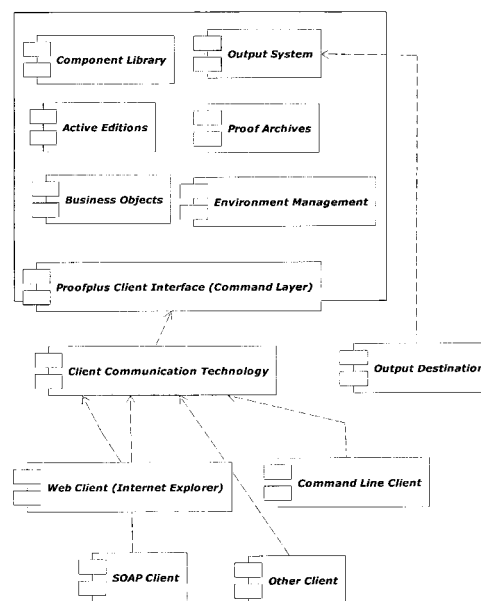 Component Library
Output System
Active Editions
Proof Archives
Business Objects
Environment Management
Proofplus Client Interface (Command Layer)
Client Communication Technology
Output Destination
Web Client (Internet Explorer)
Command Line Client
SOAP Client
Other Client